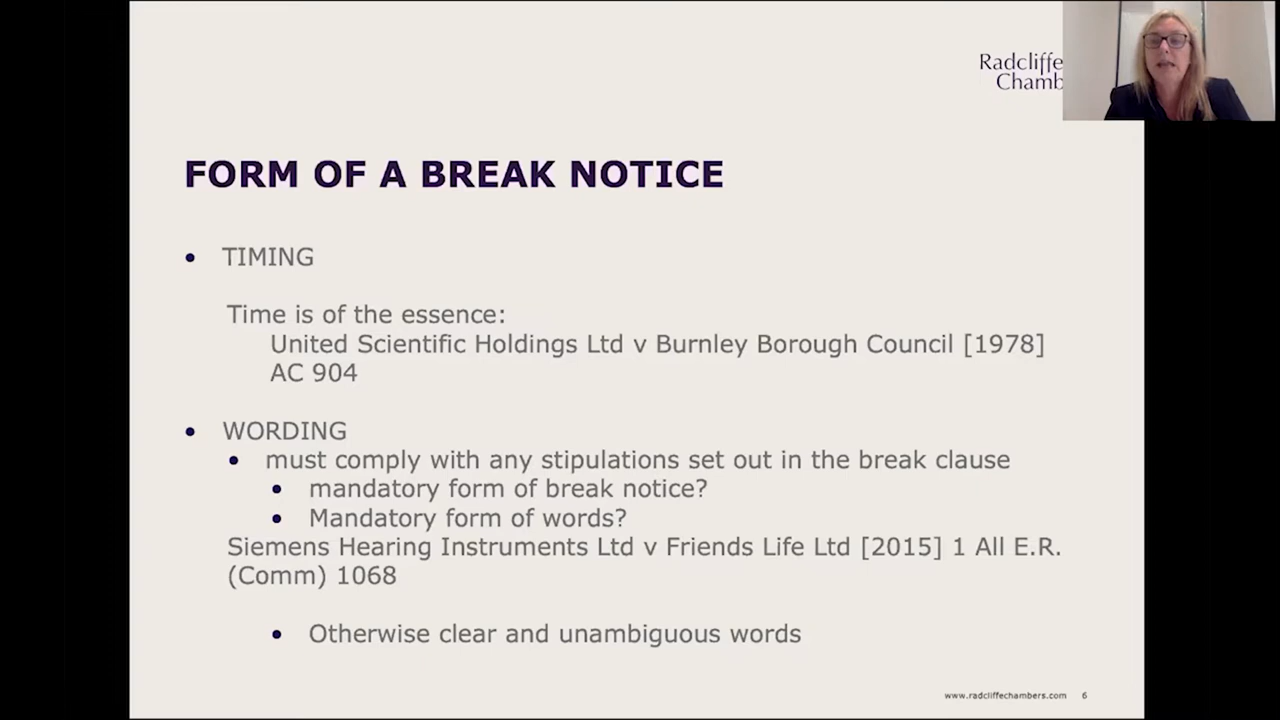 Radcliffe
Chamb
FORM OF A BREAK NOTICE
• TIMING
Time is of the essence:
United Scientific Holdings Ltd v Burnley Borough Council [1978]
AC 904
• WORDING
• must comply with any stipulations set out in the break clause
• mandatory form of break notice?
• Mandatory form of words?
Siemens Hearing Instruments Ltd v Friends Life Ltd [2015] 1 All E.R.
(Comm) 1068
• Otherwise clear and unambiguous words
www.radcliffechambers.com 6